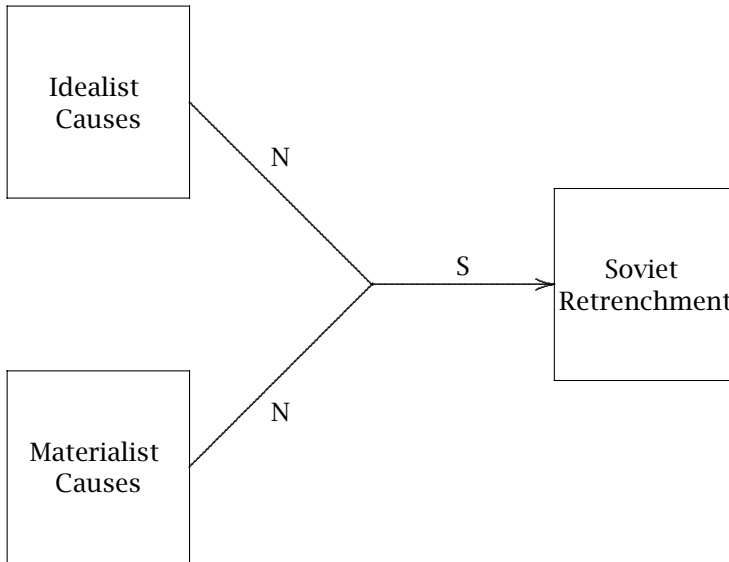 Idealist
Causes
N
S
Soviet
Retrenchment
N
Materialist
Causes